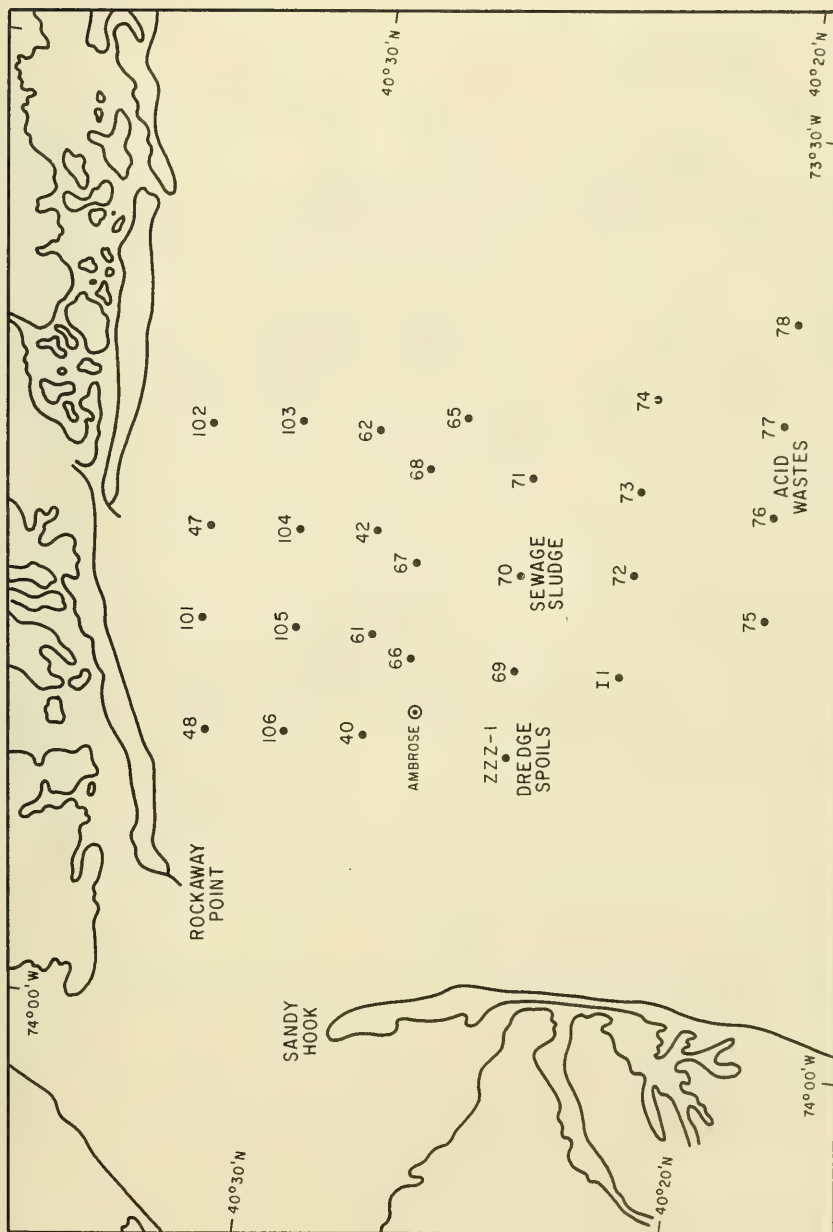 74°00'W
40°30'N
ROCKAWAY
POINT
SANDY
HOOK
48
101
47
102
106
105
104
103
40
61
42
62
AMBROSE
66
67
68
65
ZZZ-1
DREDGE
SPOILS
69
70
SEWAGE
SLUDGE
71
I1
72
73
74
75
76
77
78
ACID
WASTES
40°30'N
40°20'N
74°00'W
73°30'W
40°20'N